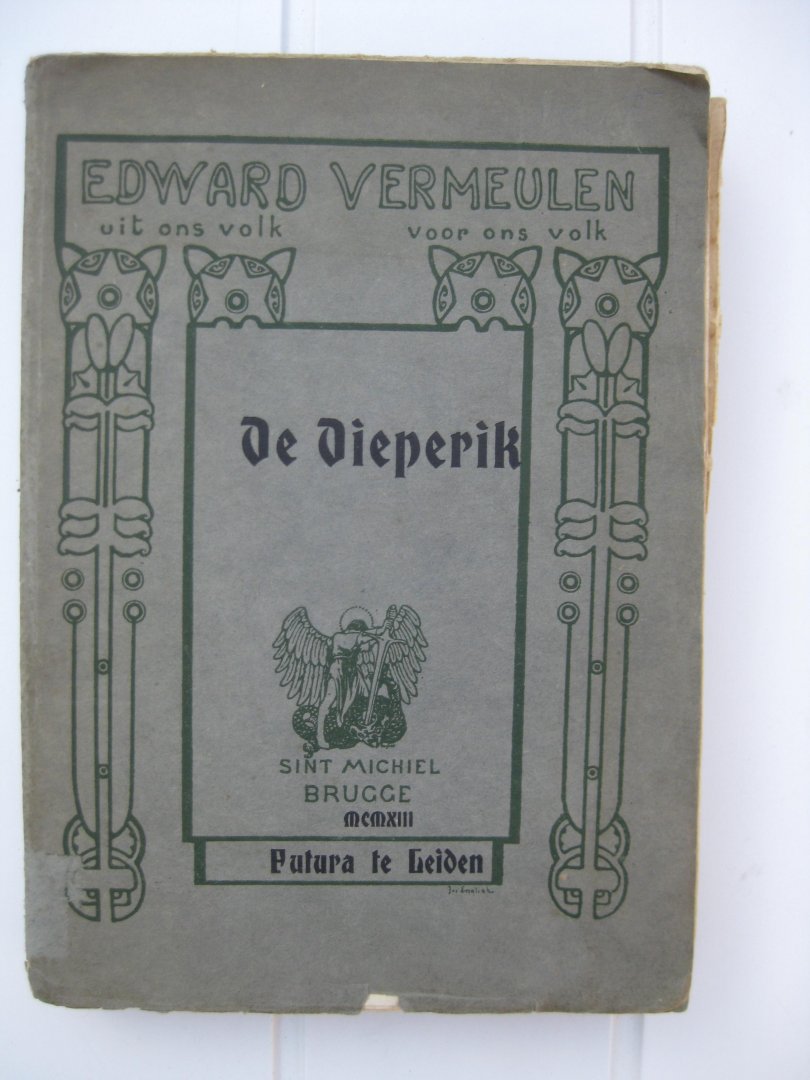 EDWARD VERMEULEN
uit ons volk voor ons volk
De Dieperik
SINT MICHIEL
BRUGGE
MCMXIII
Futura te Leiden